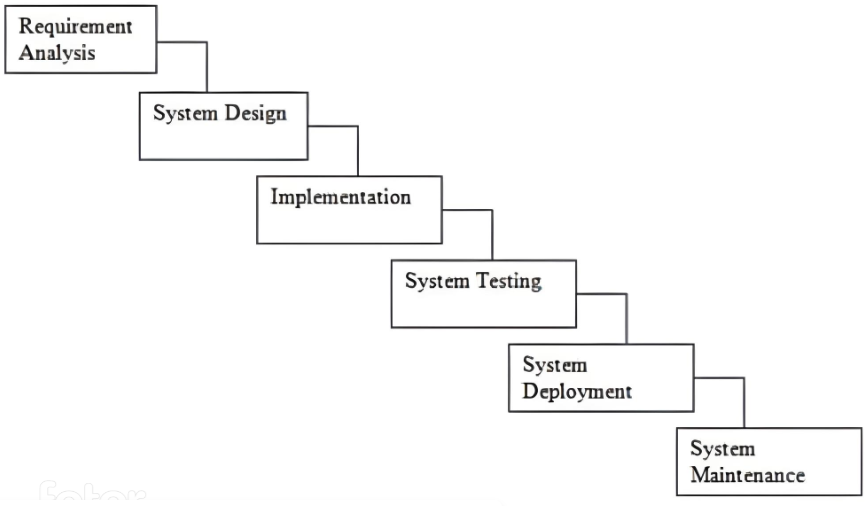 Requirement
Analysis
System Design
Implementation
System Testing
System
Deployment
System
Maintenance